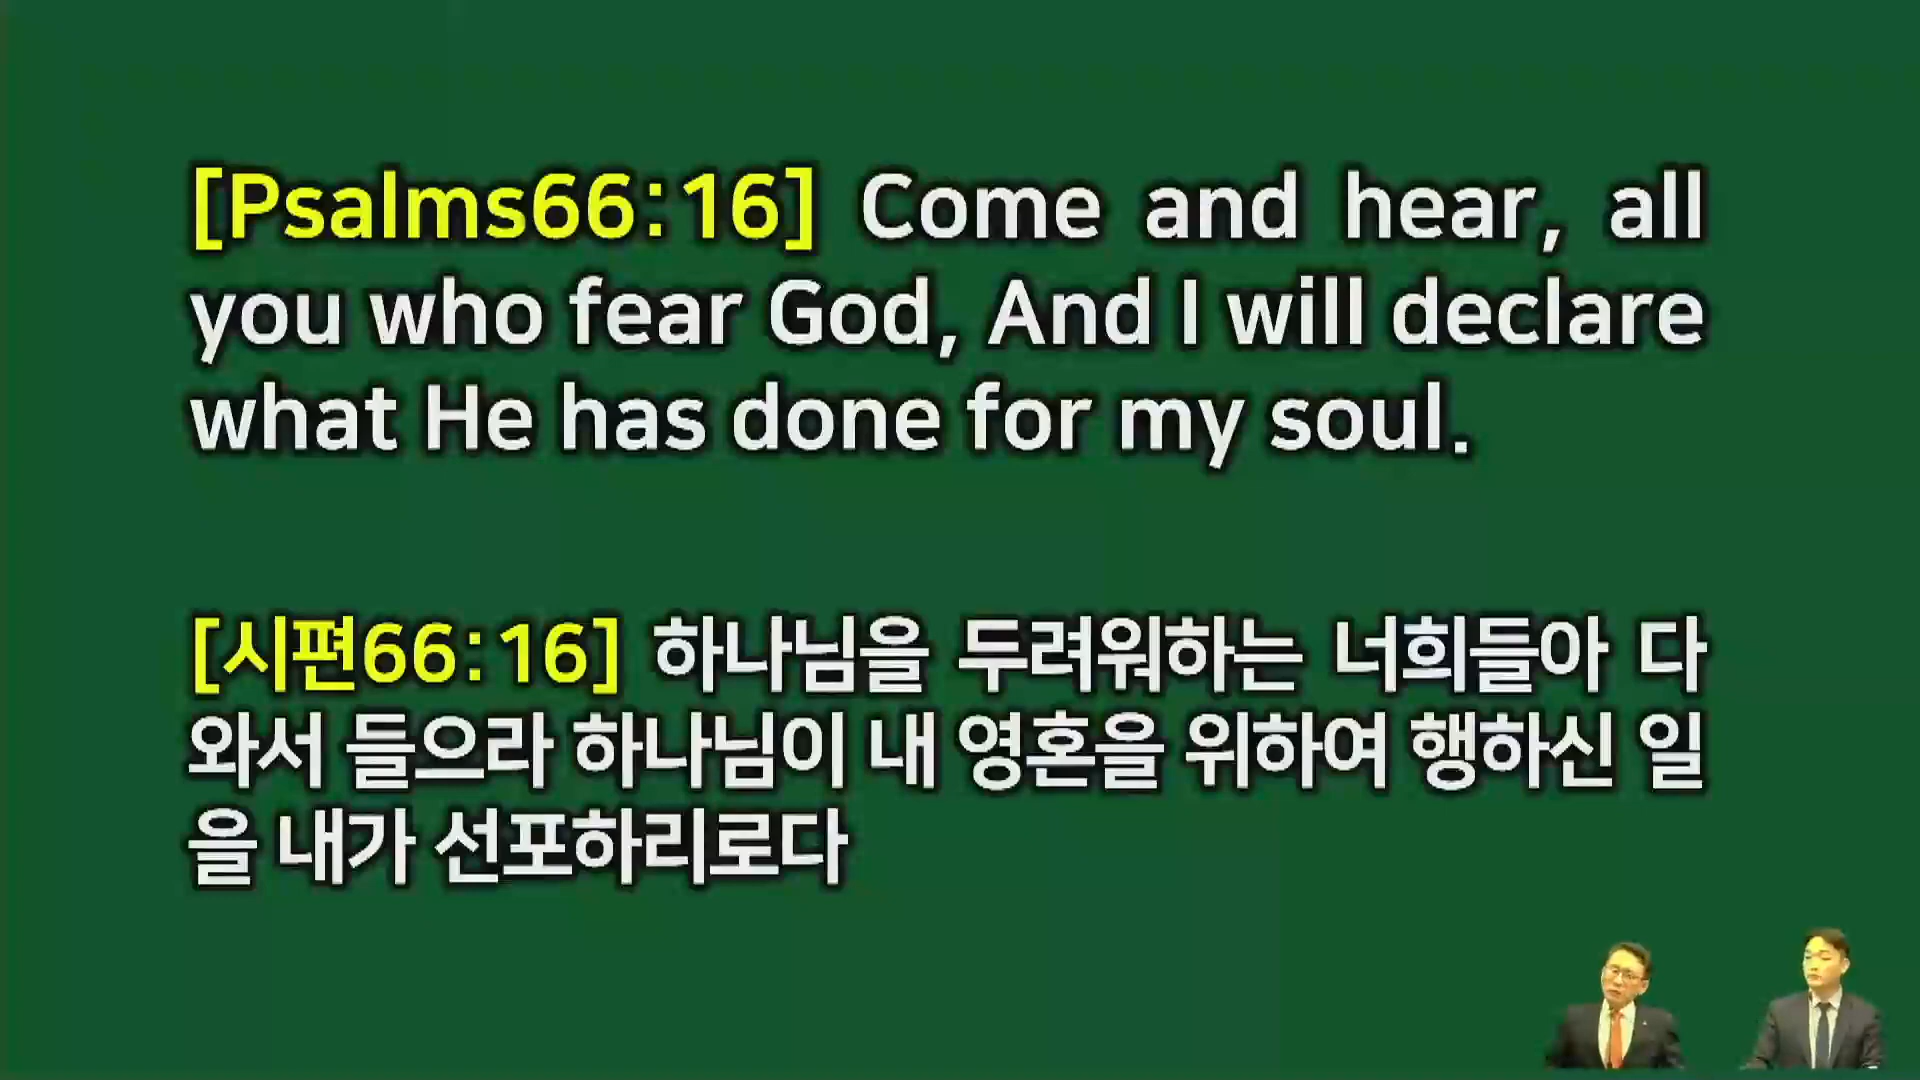 [Psalms66:16] Come and hear, all
you who fear God, And I will declare
what He has done for my soul.
[시편66:16] 하나님을 두려워하는 너희들아 다
와서 들으라 하나님이 내 영혼을 위하여 행하신 일
을 내가 선포하리로다